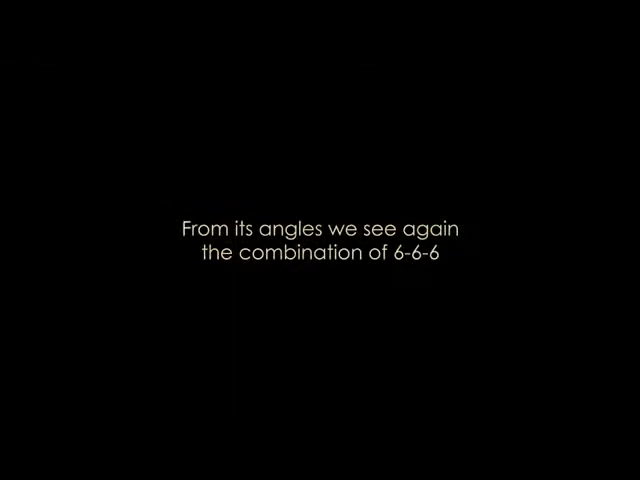 From its angles we see again
the combination of 6-6-6